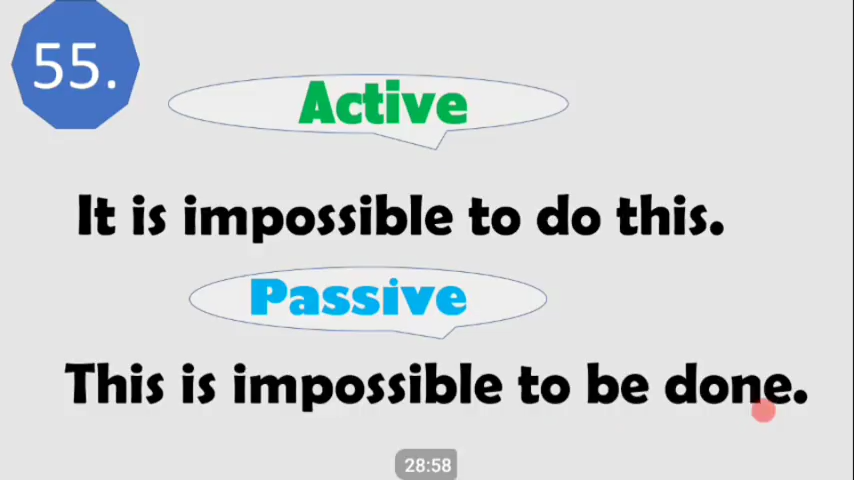 55.
Active
It is impossible to do this.
Passive
This is impossible to be done.
28:58